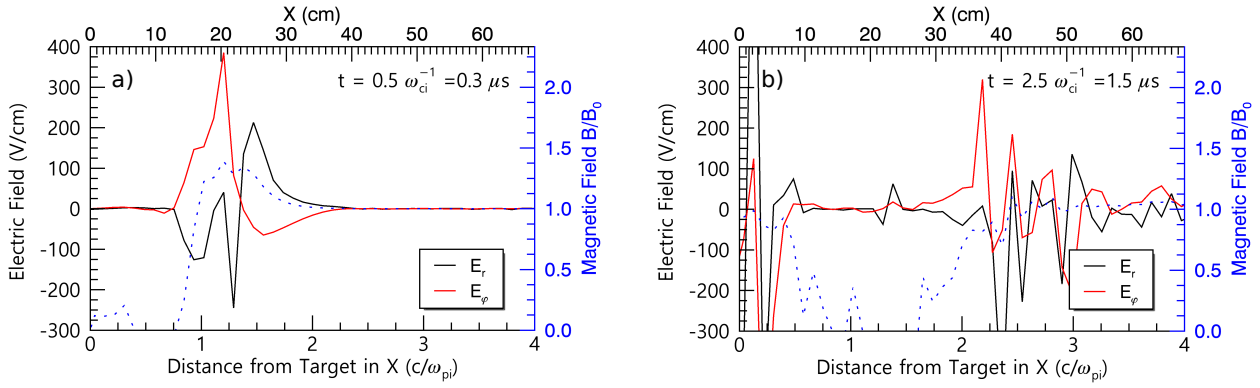 X (cm)
0 10 20 30 40 50 60
a)
t = 0.5 ω_ci^-1 =0.3 μs
Electric Field (V/cm)
400
300
200
100
0
-100
-200
-300
2.0
1.5
1.0
0.5
0.0
Magnetic Field B/B_0
E_r
E_φ
0 1 2 3 4
Distance from Target in X (c/ω_pi)
X (cm)
0 10 20 30 40 50 60
b)
t = 2.5 ω_ci^-1 =1.5 μs
Electric Field (V/cm)
400
300
200
100
0
-100
-200
-300
2.0
1.5
1.0
0.5
0.0
Magnetic Field B/B_0
E_r
E_φ
0 1 2 3 4
Distance from Target in X (c/ω_pi)